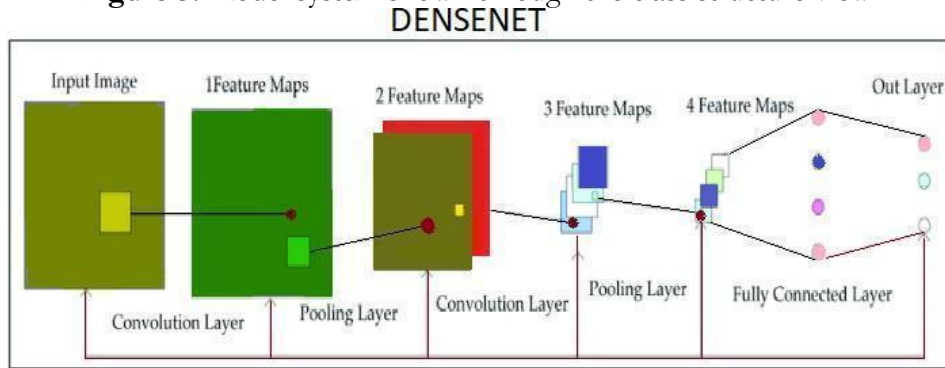 DENSENET
Input Image
1Feature Maps
2 Feature Maps
3 Feature Maps
4 Feature Maps
Out Layer
Convolution Layer
Pooling Layer
Convolution Layer
Pooling Layer
Fully Connected Layer